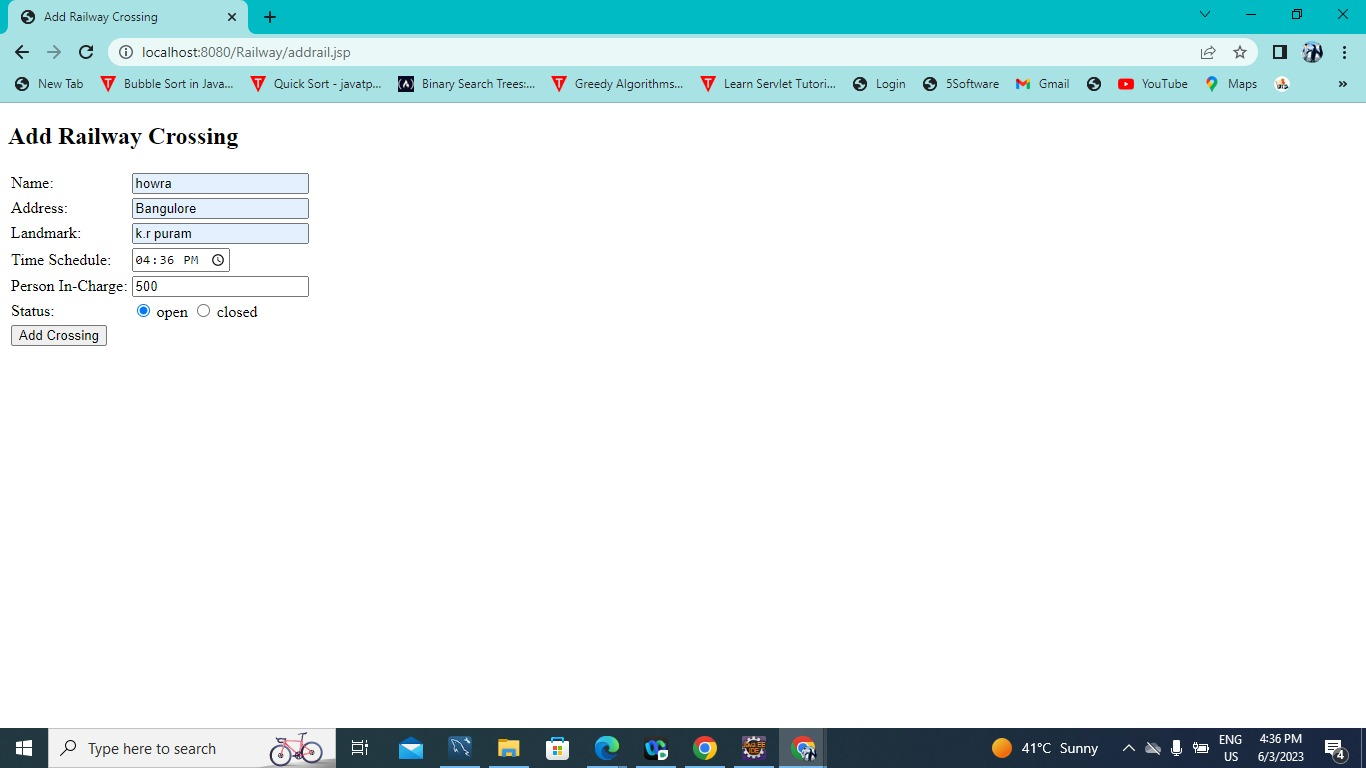 Add Railway Crossing
localhost:8080/Railway/addrail.jsp
New Tab Bubble Sort in Java... Quick Sort - javatp... Binary Search Trees:... Greedy Algorithms... Learn Servlet Tutori... Login 5Software Gmail YouTube Maps »
Add Railway Crossing
Name: howra
Address: Bangulore
Landmark: k.r puram
Time Schedule: 04:36 PM
Person In-Charge: 500
Status: open closed
Add Crossing
Type here to search
41°C Sunny
ENG
US
4:36 PM
6/3/2023
4